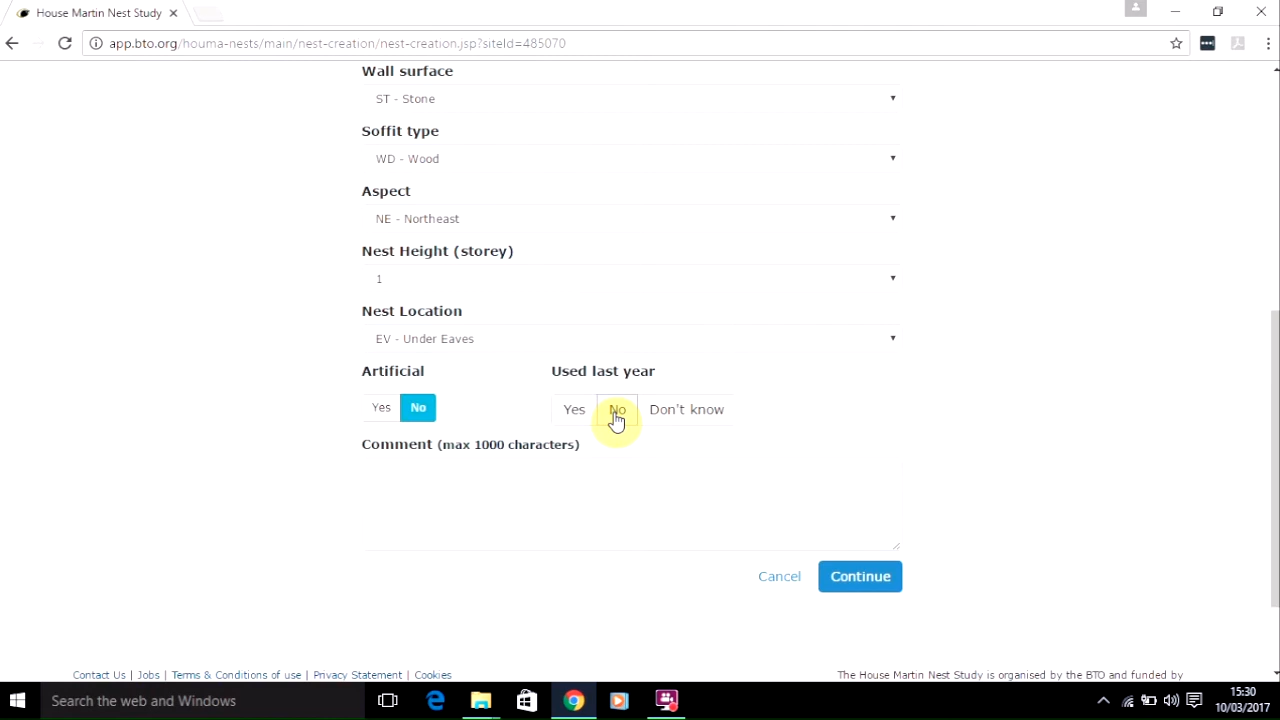 House Martin Nest Study
app.bto.org/houma-nests/main/nest-creation/nest-creation.jsp?siteId=485070
Wall surface
ST - Stone
Soffit type
WD - Wood
Aspect
NE - Northeast
Nest Height (storey)
1
Nest Location
EV - Under Eaves
Artificial
Used last year
Yes No
Yes No Don't know
Comment (max 1000 characters)
Cancel Continue
Contact Us | Jobs | Terms & Conditions of use | Privacy Statement | Cookies
The House Martin Nest Study is organised by the BTO and funded by
Search the web and Windows
15:30
10/03/2017